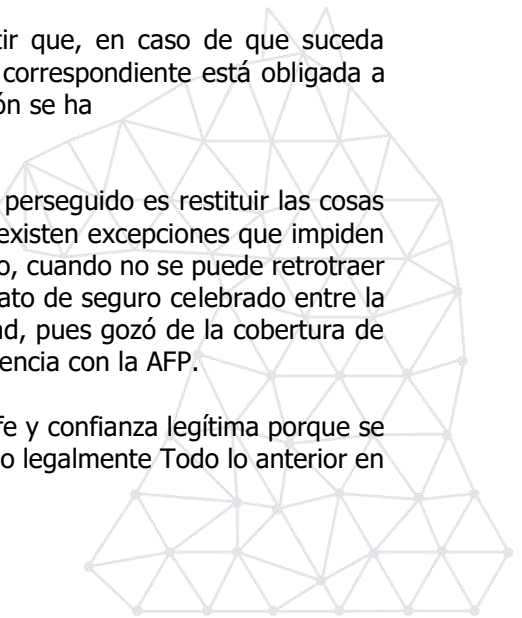 tir que, en caso de que suceda
correspondiente está obligada a
ón se ha
perseguido es restituir las cosas
existen excepciones que impiden
o, cuando no se puede retrotraer
ato de seguro celebrado entre la
ad, pues gozó de la cobertura de
encia con la AFP.
fe y confianza legítima porque se
o legalmente Todo lo anterior en